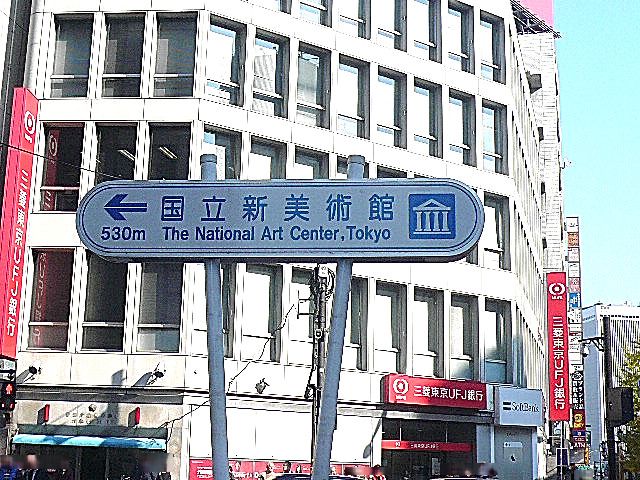 国立新美術館
530m The National Art Center,Tokyo
三菱東京UFJ銀行
三菱東京UFJ銀行
三菱東京UFJ銀行
SoftBank
ATM